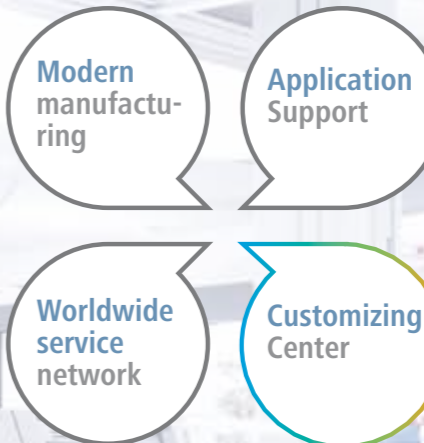 Modern
manufactu-
ring
Application
Support
Worldwide
service
network
Customizing
Center